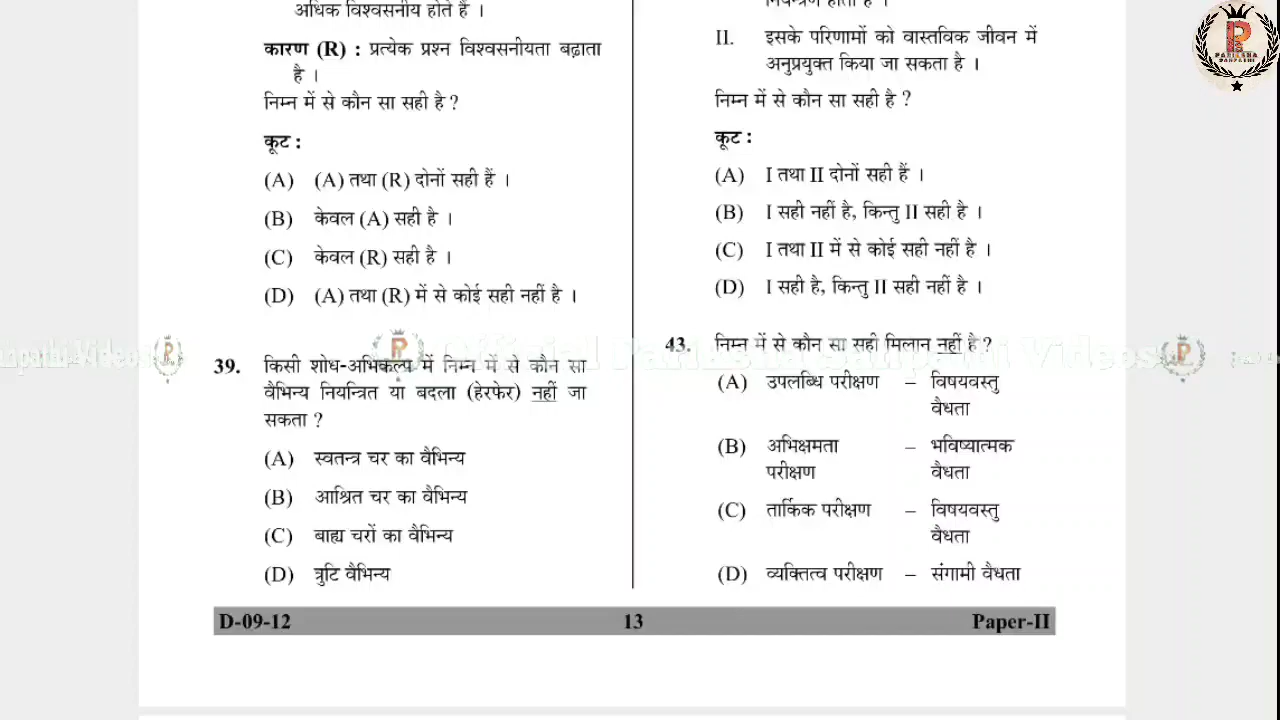 अधिक विश्वसनीय होते हैं ।
कारण (R) : प्रत्येक प्रश्न विश्वसनीयता बढ़ाता
है ।
निम्न में से कौन सा सही है ?
कूट :
(A) (A) तथा (R) दोनों सही हैं ।
(B) केवल (A) सही है ।
(C) केवल (R) सही है ।
(D) (A) तथा (R) में से कोई सही नहीं है ।
39. किसी शोध-अभिकल्प में निम्न में से कौन सा
वैभिन्य नियन्त्रित या बदला (हेरफेर) नहीं जा
सकता ?
(A) स्वतन्त्र चर का वैभिन्य
(B) आश्रित चर का वैभिन्य
(C) बाह्य चरों का वैभिन्य
(D) त्रुटि वैभिन्य
II. इसके परिणामों को वास्तविक जीवन में
अनुप्रयुक्त किया जा सकता है ।
निम्न में से कौन सा सही है ?
कूट :
(A) I तथा II दोनों सही हैं ।
(B) I सही नहीं है, किन्तु II सही है ।
(C) I तथा II में से कोई सही नहीं है ।
(D) I सही है, किन्तु II सही नहीं है ।
43. निम्न में से कौन सा सही मिलान नहीं है ?
(A) उपलब्धि परीक्षण – विषयवस्तु
वैधता
(B) अभिक्षमता – भविष्यात्मक
परीक्षण वैधता
(C) तार्किक परीक्षण – विषयवस्तु
वैधता
(D) व्यक्तित्व परीक्षण – संगामी वैधता
D-09-12 13 Paper-II